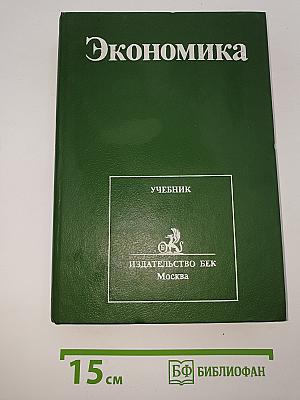 Экономика
УЧЕБНИК
ИЗДАТЕЛЬСТВО БЕК
Москва
15 см
БФ БИБЛИОФАН